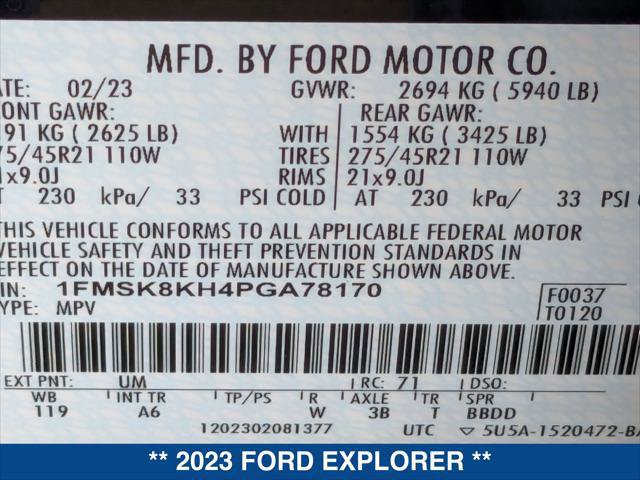 MFD. BY FORD MOTOR CO.
ATE: 02/23 GVWR: 2694 KG ( 5940 LB)
RONT GAWR: REAR GAWR:
91 KG ( 2625 LB) WITH 1554 KG ( 3425 LB)
75/45R21 110W TIRES 275/45R21 110W
1x9.0J RIMS 21x9.0J
AT 230 kPa/ 33 PSI COLD AT 230 kPa/ 33 PSI
THIS VEHICLE CONFORMS TO ALL APPLICABLE FEDERAL MOTOR
VEHICLE SAFETY AND THEFT PREVENTION STANDARDS IN
EFFECT ON THE DATE OF MANUFACTURE SHOWN ABOVE.
IN: 1FMSK8KH4PGA78170
YPE: MPV
F0037
T0120
EXT PNT: UM RC: 71 DSO:
WB INT TR TP/PS R AXLE TR SPR
119 A6 W 3B T BBDD
1202302081377 UTC ▽ 5U5A-1520472-BA
** 2023 FORD EXPLORER **